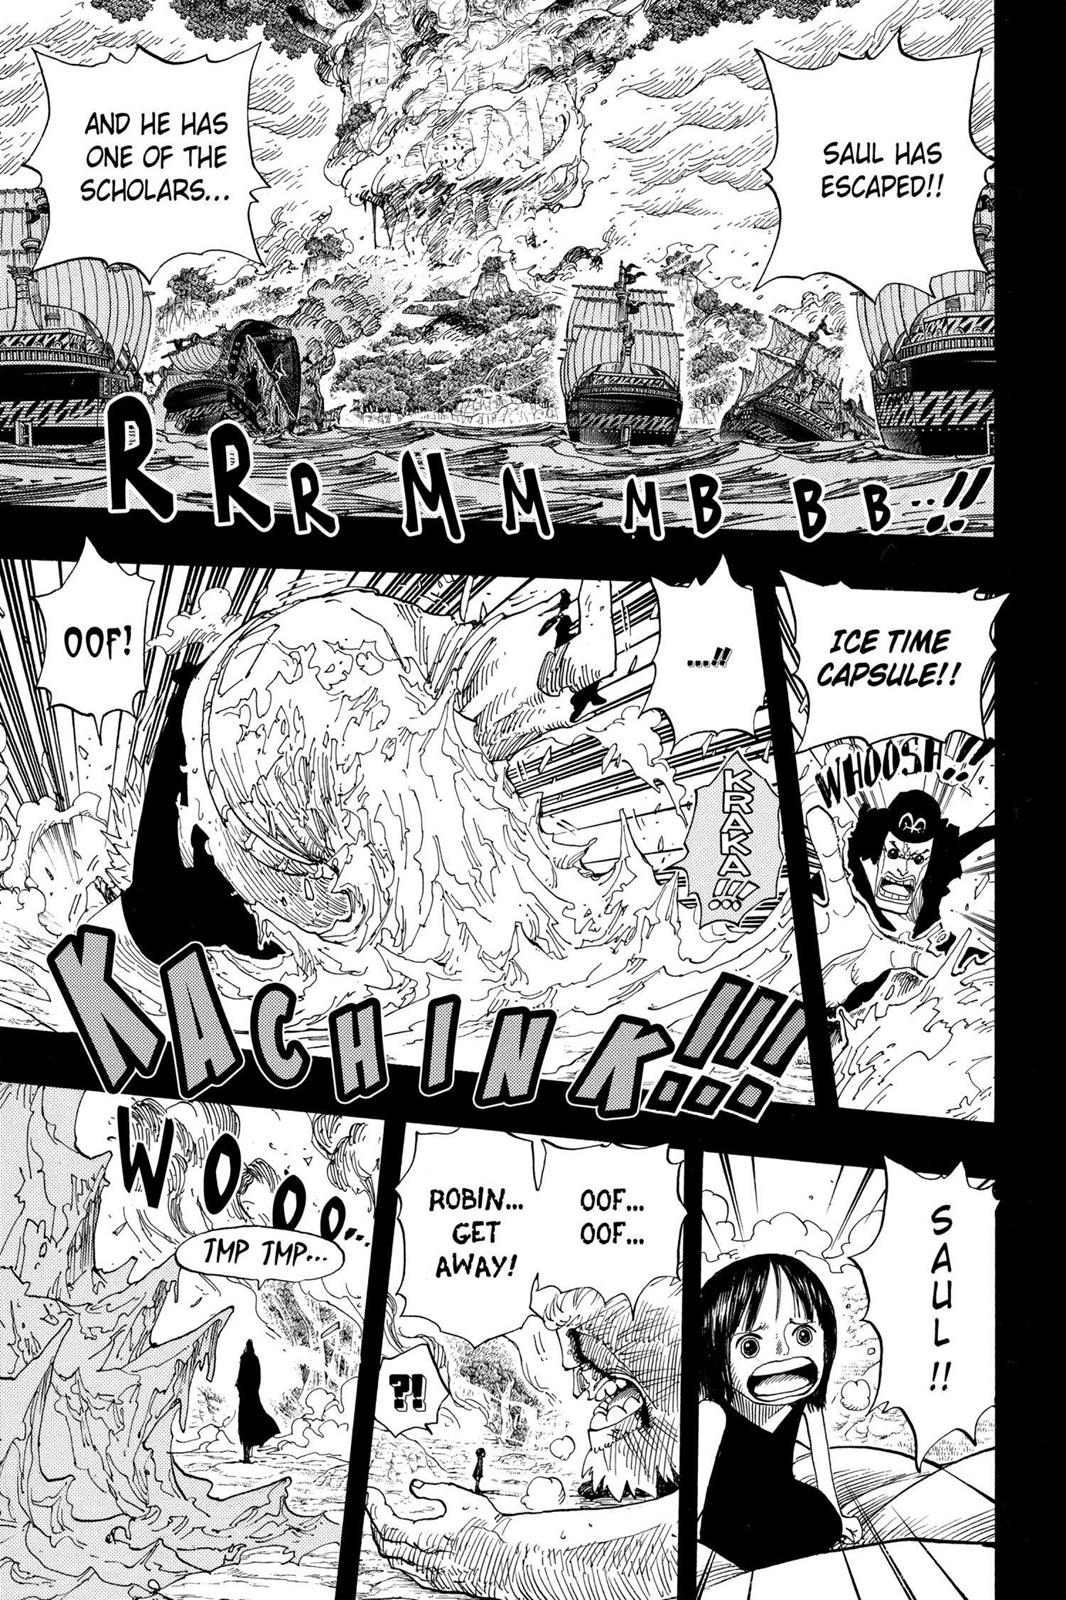 SAUL HAS
ESCAPED!!
AND HE HAS
ONE OF THE
SCHOLARS...
RRRMMMBBB...!!
ICE TIME
CAPSULE!!
WHOOSH!!
...!!
KRAKA!!!
OOF!
KACHINK!!!
SAUL!!
OOF...
OOF...
ROBIN...
GET
AWAY!
?!
WOOOO...
TMP TMP...